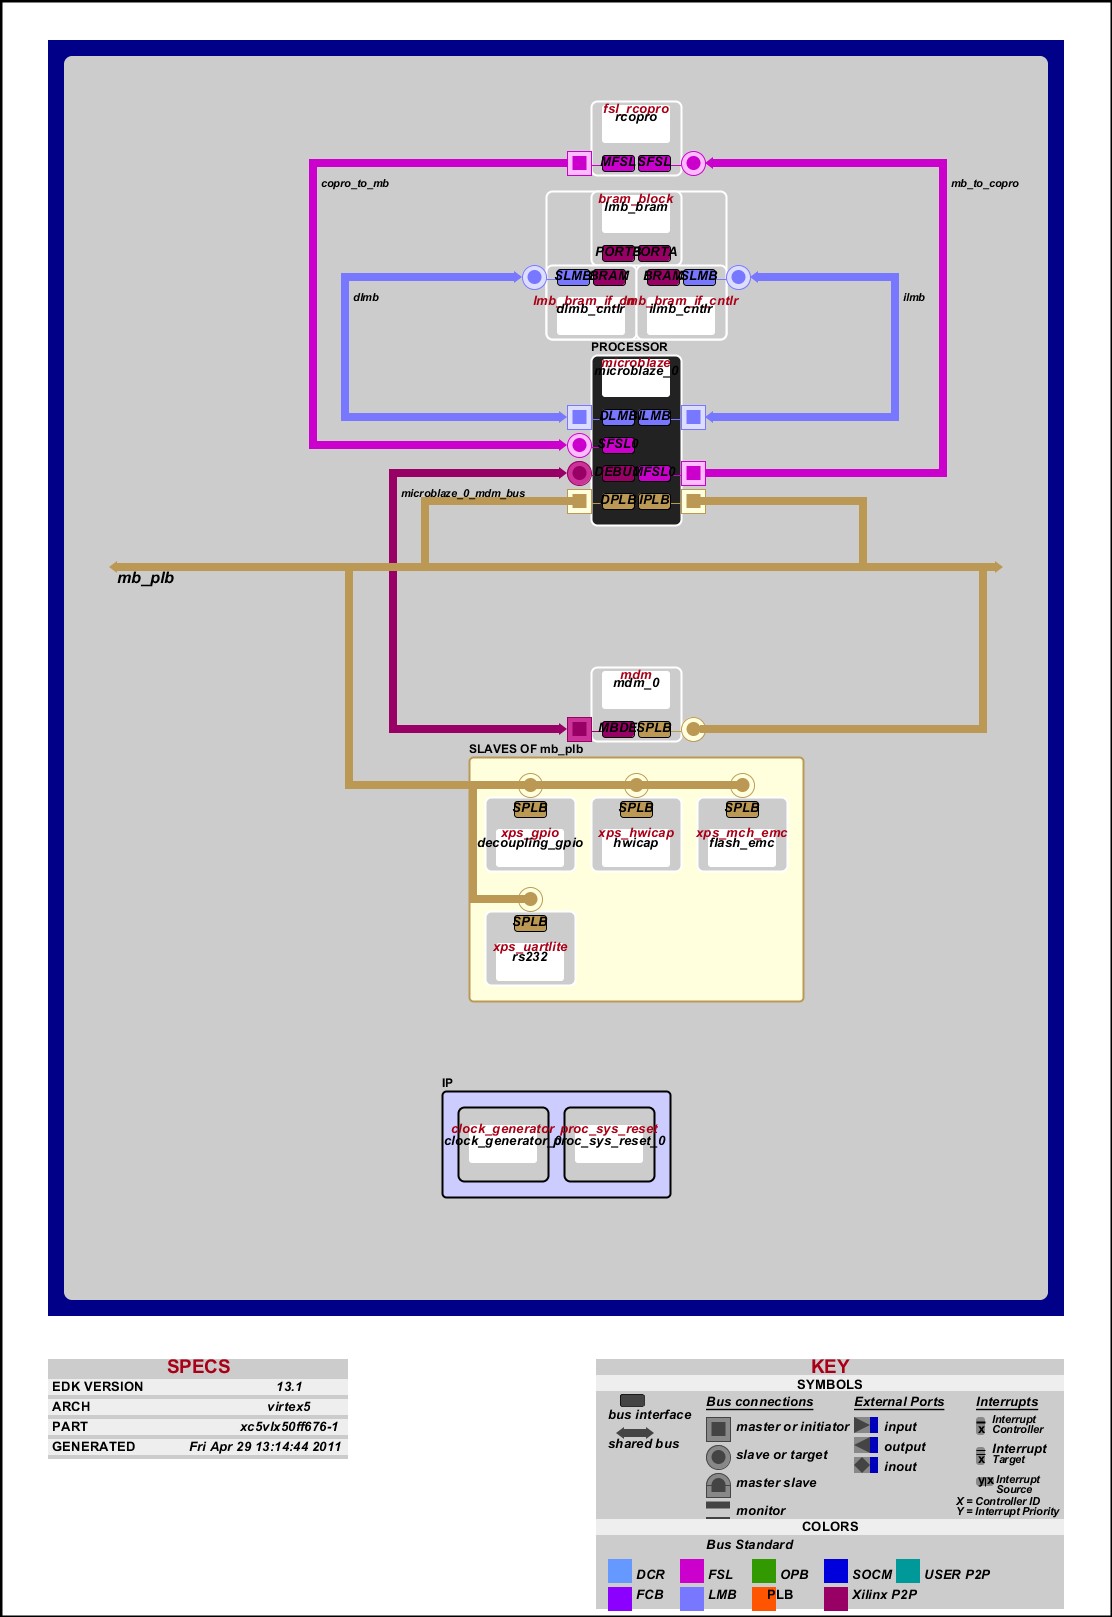 fsl_rcopro
rcopro
MFSL SFSL
copro_to_mb
mb_to_copro
bram_block
lmb_bram
PORTB PORTA
SLMB BRAM BRAM SLMB
dlmb
ilmb
lmb_bram_if_cntlr lmb_bram_if_cntlr
dlmb_cntlr ilmb_cntlr
PROCESSOR
microblaze
microblaze_0
DLMB ILMB
SFSL0
DEBUG MFSL0
microblaze_0_mdm_bus
DPLB IPLB
mb_plb
mdm
mdm_0
MBDE SPLB
SLAVES OF mb_plb
SPLB SPLB SPLB
xps_gpio xps_hwicap xps_mch_emc
decoupling_gpio hwicap flash_emc
SPLB
xps_uartlite
rs232
IP
clock_generator proc_sys_reset
clock_generator_0 proc_sys_reset_0
SPECS
EDK VERSION 13.1
ARCH virtex5
PART xc5vlx50ff676-1
GENERATED Fri Apr 29 13:14:44 2011
KEY
SYMBOLS
bus interface
shared bus
Bus connections
master or initiator
slave or target
master slave
monitor
External Ports
input
output
inout
Interrupts
Interrupt
Controller
Interrupt
Target
Interrupt
Source
X = Controller ID
Y = Interrupt Priority
COLORS
Bus Standard
DCR FSL OPB SOCM USER P2P
FCB LMB PLB Xilinx P2P